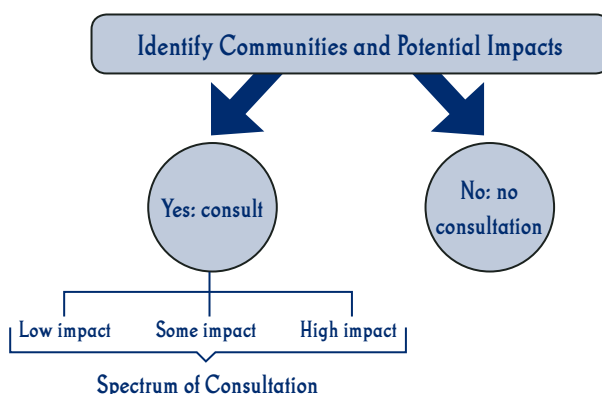 Identify Communities and Potential Impacts
Yes: consult
No: no
consultation
Low impact
Some impact
High impact
Spectrum of Consultation